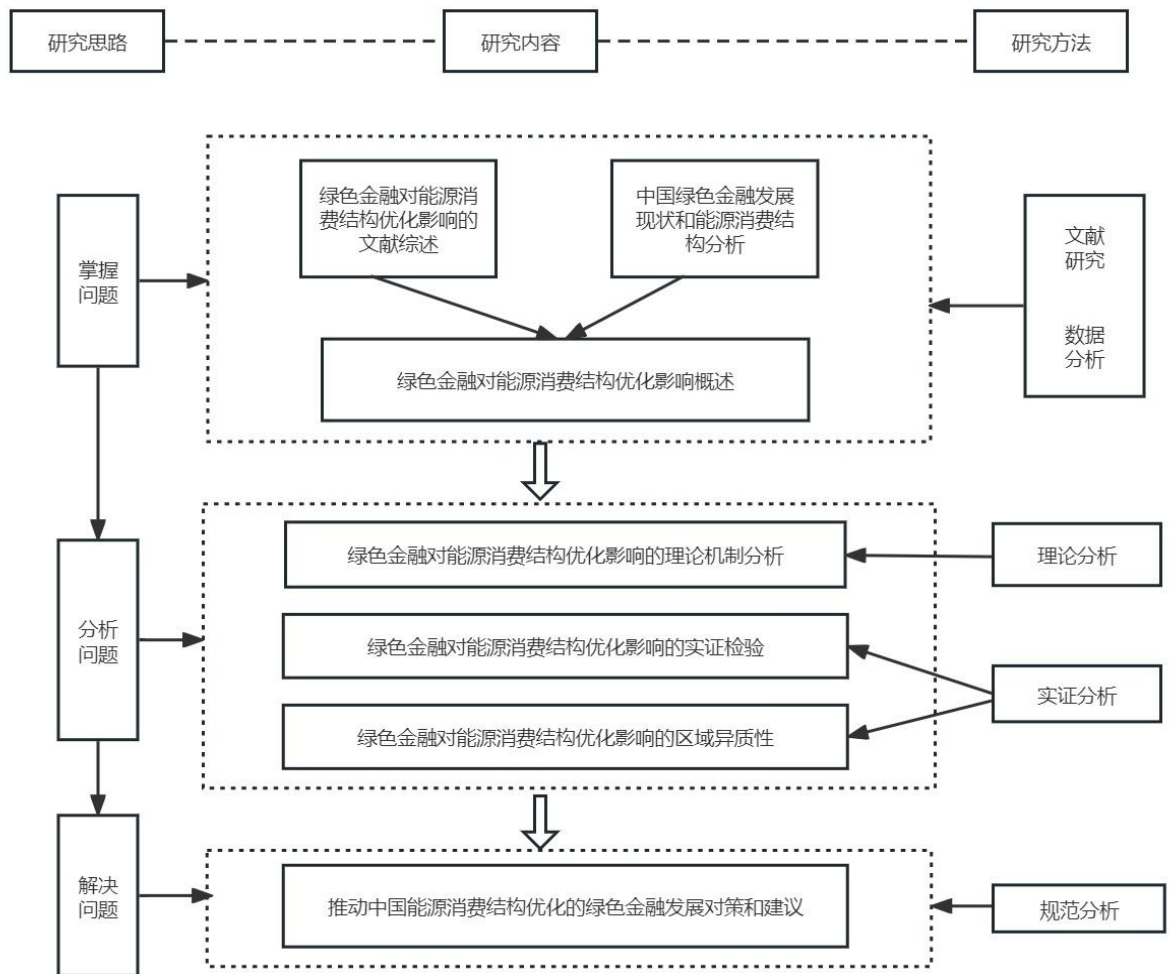 研究思路
研究内容
研究方法
掌握
问题
绿色金融对能源消
费结构优化影响的
文献综述
中国绿色金融发展
现状和能源消费结
构分析
绿色金融对能源消费结构优化影响概述
文献
研究
数据
分析
分析
问题
绿色金融对能源消费结构优化影响的理论机制分析
绿色金融对能源消费结构优化影响的实证检验
绿色金融对能源消费结构优化影响的区域异质性
理论分析
实证分析
解决
问题
推动中国能源消费结构优化的绿色金融发展对策和建议
规范分析